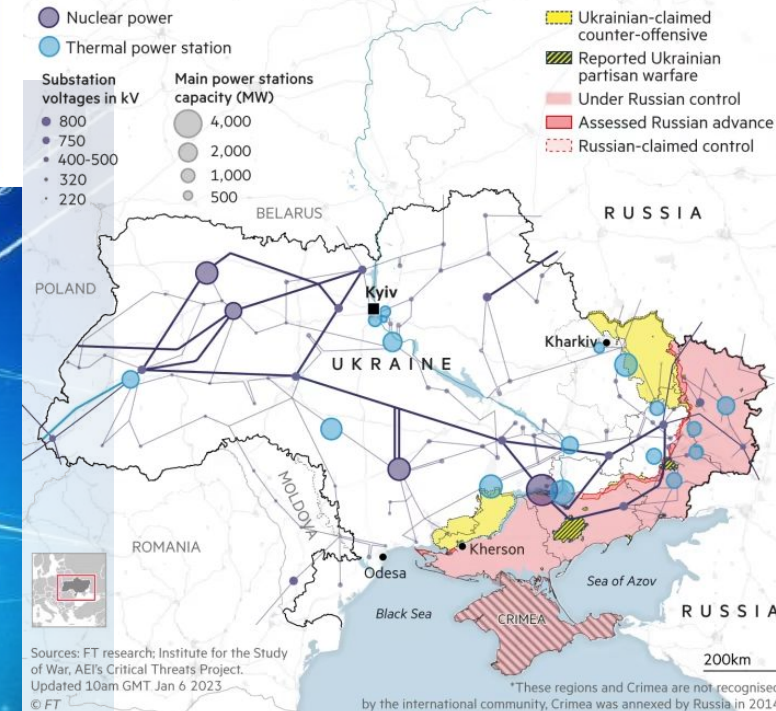 Nuclear power
Thermal power station
Substation
voltages in kV
800
750
400-500
320
220
Main power stations
capacity (MW)
4,000
2,000
1,000
500
Ukrainian-claimed
counter-offensive
Reported Ukrainian
partisan warfare
Under Russian control
Assessed Russian advance
Russian-claimed control
BELARUS
RUSSIA
POLAND
Kyiv
Kharkiv
UKRAINE
MOLDOVA
ROMANIA
Kherson
Odesa
Sea of Azov
Black Sea
CRIMEA
RUSSIA
200km
Sources: FT research; Institute for the Study
of War, AEI's Critical Threats Project.
Updated 10am GMT Jan 6 2023
© FT
*These regions and Crimea are not recognised
by the international community, Crimea was annexed by Russia in 2014